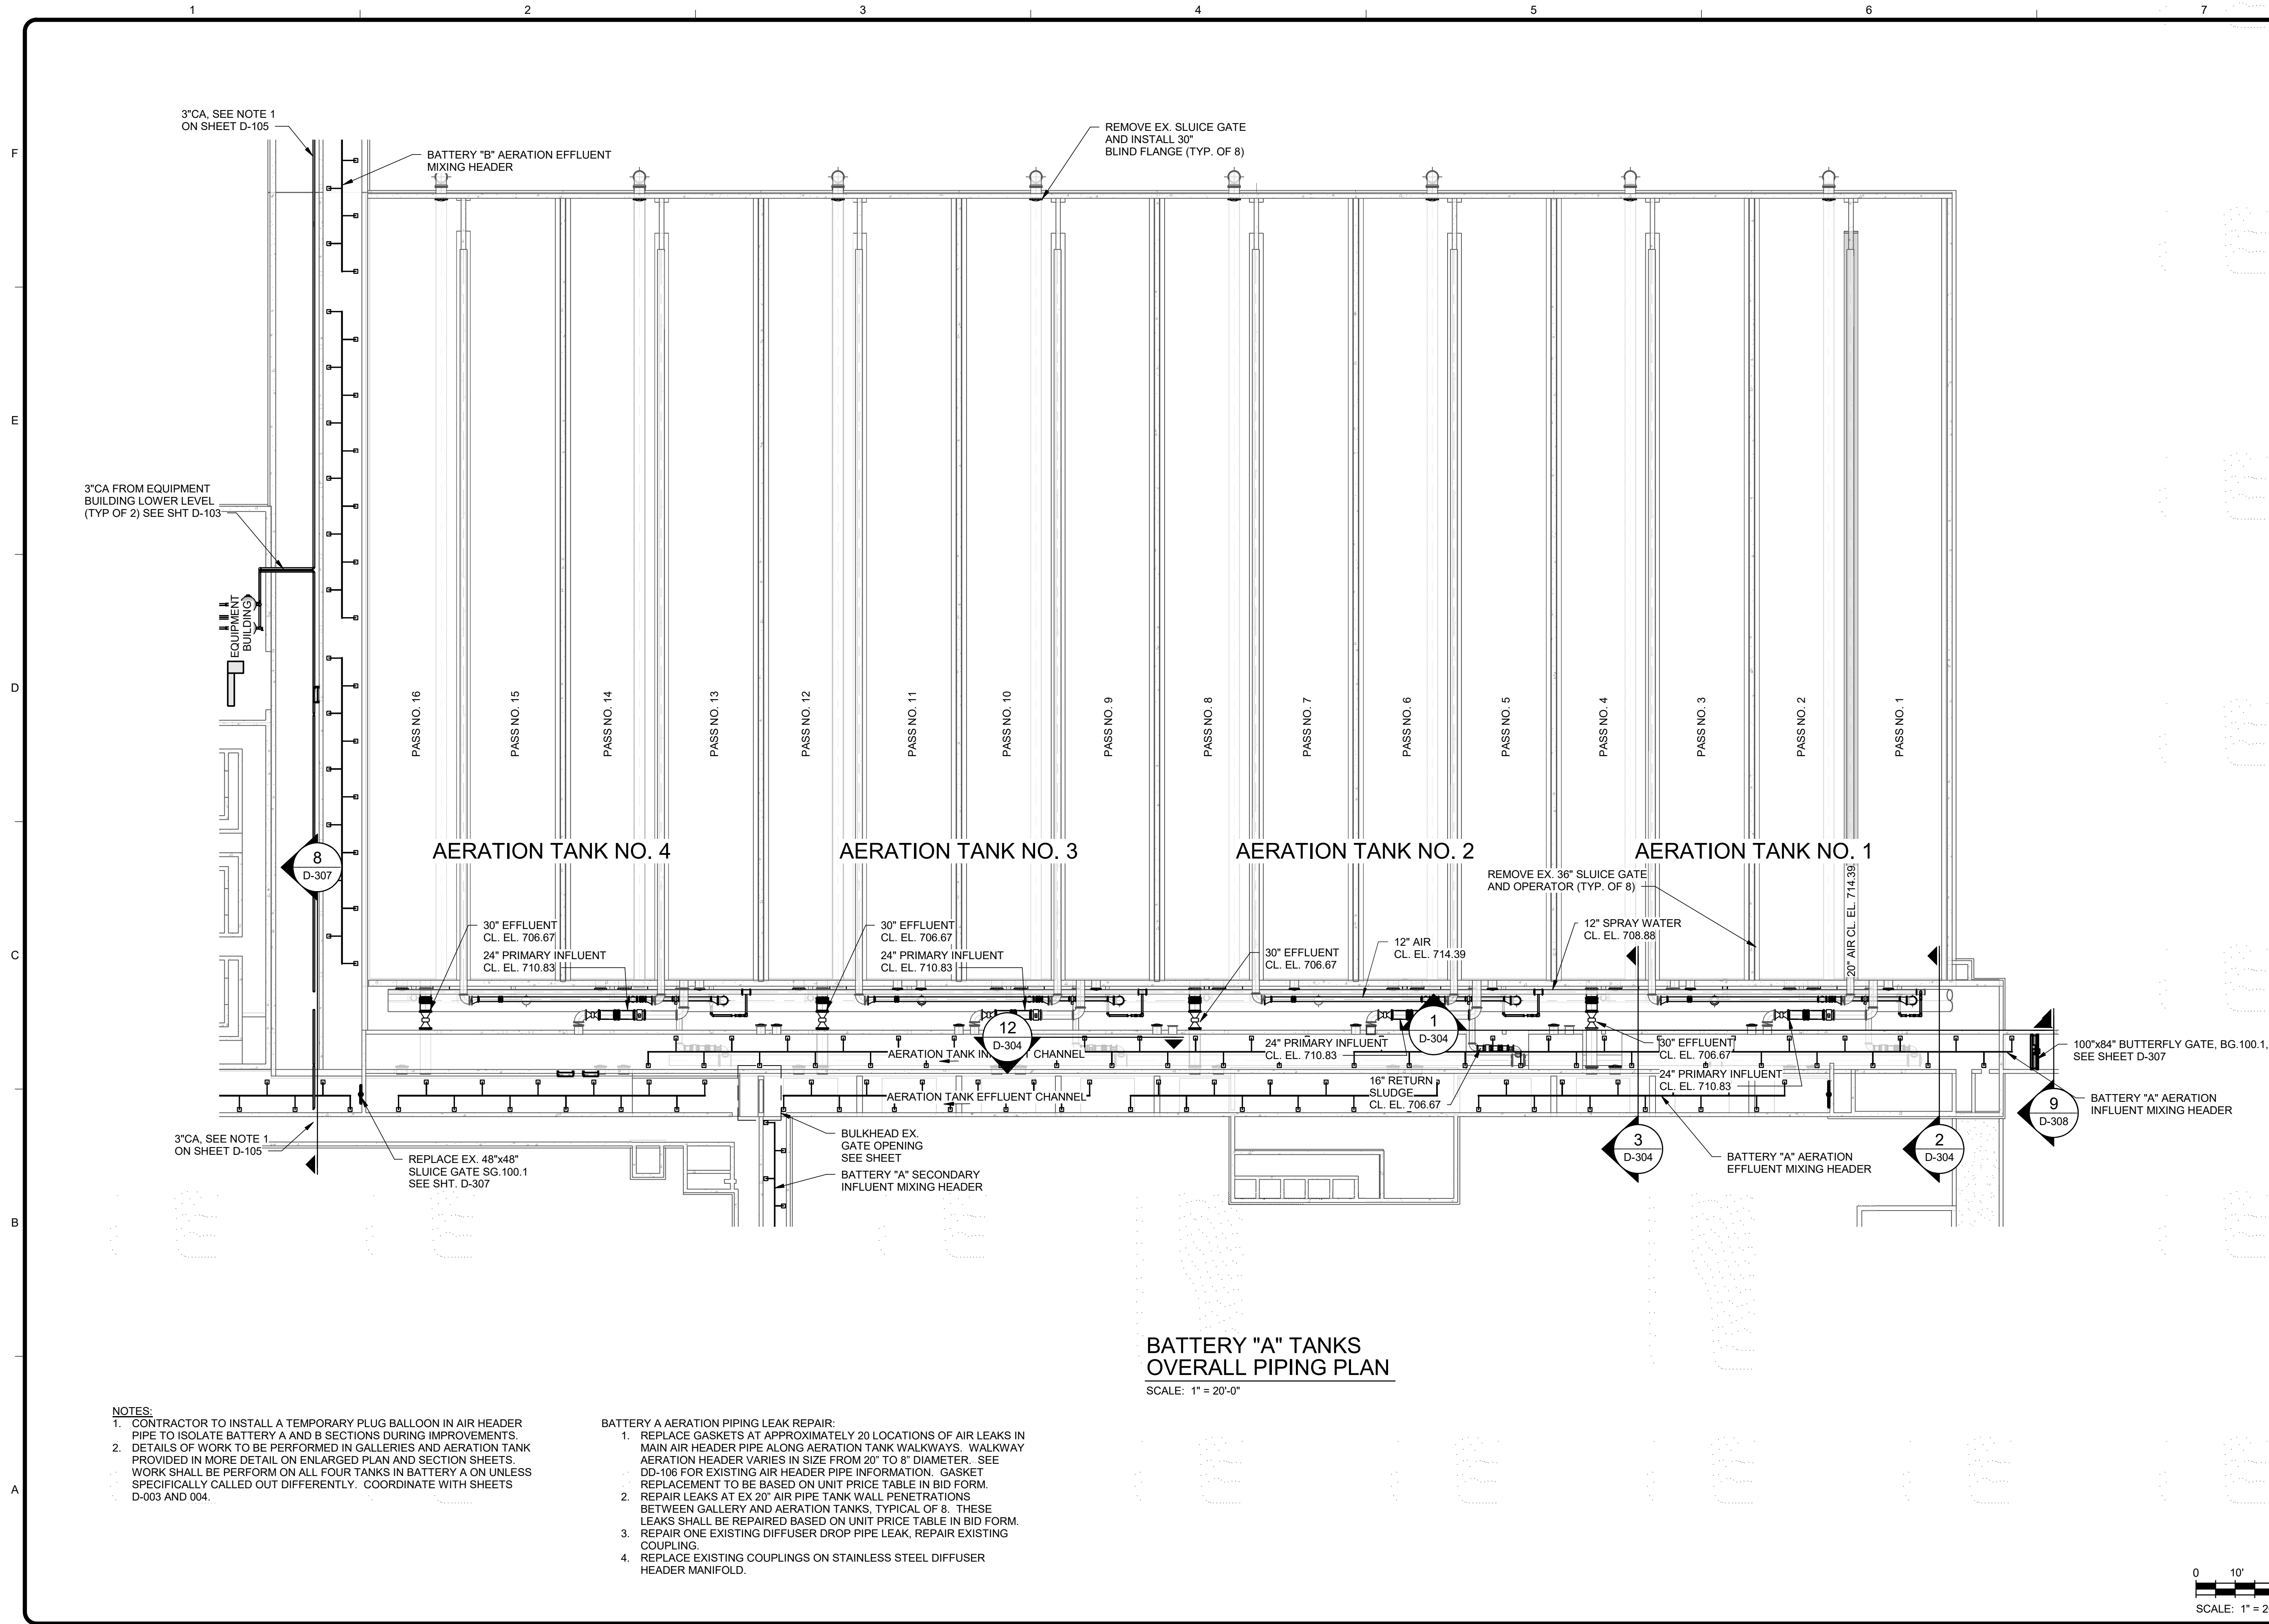 1
2
3
4
5
6
7
F
E
D
C
B
A
3"CA, SEE NOTE 1
ON SHEET D-105
BATTERY "B" AERATION EFFLUENT
MIXING HEADER
REMOVE EX. SLUICE GATE
AND INSTALL 30"
BLIND FLANGE (TYP. OF 8)
3"CA FROM EQUIPMENT
BUILDING LOWER LEVEL
(TYP OF 2) SEE SHT D-103
EQUIPMENT
BUILDING
PASS NO. 16
PASS NO. 15
PASS NO. 14
PASS NO. 13
PASS NO. 12
PASS NO. 11
PASS NO. 10
PASS NO. 9
PASS NO. 8
PASS NO. 7
PASS NO. 6
PASS NO. 5
PASS NO. 4
PASS NO. 3
PASS NO. 2
PASS NO. 1
8
D-307
AERATION TANK NO. 4
AERATION TANK NO. 3
AERATION TANK NO. 2
AERATION TANK NO. 1
REMOVE EX. 36" SLUICE GATE
AND OPERATOR (TYP. OF 8)
20" AIR CL. EL. 714.39
30" EFFLUENT
CL. EL. 706.67
24" PRIMARY INFLUENT
CL. EL. 710.83
30" EFFLUENT
CL. EL. 706.67
24" PRIMARY INFLUENT
CL. EL. 710.83
30" EFFLUENT
CL. EL. 706.67
12" AIR
CL. EL. 714.39
12" SPRAY WATER
CL. EL. 708.88
12
D-304
1
D-304
24" PRIMARY INFLUENT
CL. EL. 710.83
30" EFFLUENT
CL. EL. 706.67
24" PRIMARY INFLUENT
CL. EL. 710.83
16" RETURN
SLUDGE
CL. EL. 706.67
AERATION TANK IN T CHANNEL
AERATION TANK EFFLUENT CHANNEL
100"x84" BUTTERFLY GATE, BG.100.1,
SEE SHEET D-307
BATTERY "A" AERATION
INFLUENT MIXING HEADER
9
D-308
3"CA, SEE NOTE 1
ON SHEET D-105
REPLACE EX. 48"x48"
SLUICE GATE SG.100.1
SEE SHT. D-307
BULKHEAD EX.
GATE OPENING
SEE SHEET
BATTERY "A" SECONDARY
INFLUENT MIXING HEADER
3
D-304
BATTERY "A" AERATION
EFFLUENT MIXING HEADER
2
D-304
BATTERY "A" TANKS
OVERALL PIPING PLAN
SCALE: 1" = 20'-0"
NOTES:
1. CONTRACTOR TO INSTALL A TEMPORARY PLUG BALLOON IN AIR HEADER
PIPE TO ISOLATE BATTERY A AND B SECTIONS DURING IMPROVEMENTS.
2. DETAILS OF WORK TO BE PERFORMED IN GALLERIES AND AERATION TANK
PROVIDED IN MORE DETAIL ON ENLARGED PLAN AND SECTION SHEETS.
WORK SHALL BE PERFORM ON ALL FOUR TANKS IN BATTERY A ON UNLESS
SPECIFICALLY CALLED OUT DIFFERENTLY. COORDINATE WITH SHEETS
D-003 AND 004.
BATTERY A AERATION PIPING LEAK REPAIR:
1. REPLACE GASKETS AT APPROXIMATELY 20 LOCATIONS OF AIR LEAKS IN
MAIN AIR HEADER PIPE ALONG AERATION TANK WALKWAYS. WALKWAY
AERATION HEADER VARIES IN SIZE FROM 20" TO 8" DIAMETER. SEE
DD-106 FOR EXISTING AIR HEADER PIPE INFORMATION. GASKET
REPLACEMENT TO BE BASED ON UNIT PRICE TABLE IN BID FORM.
2. REPAIR LEAKS AT EX 20" AIR PIPE TANK WALL PENETRATIONS
BETWEEN GALLERY AND AERATION TANKS, TYPICAL OF 8. THESE
LEAKS SHALL BE REPAIRED BASED ON UNIT PRICE TABLE IN BID FORM.
3. REPAIR ONE EXISTING DIFFUSER DROP PIPE LEAK, REPAIR EXISTING
COUPLING.
4. REPLACE EXISTING COUPLINGS ON STAINLESS STEEL DIFFUSER
HEADER MANIFOLD.
0 10'
SCALE: 1" = 2